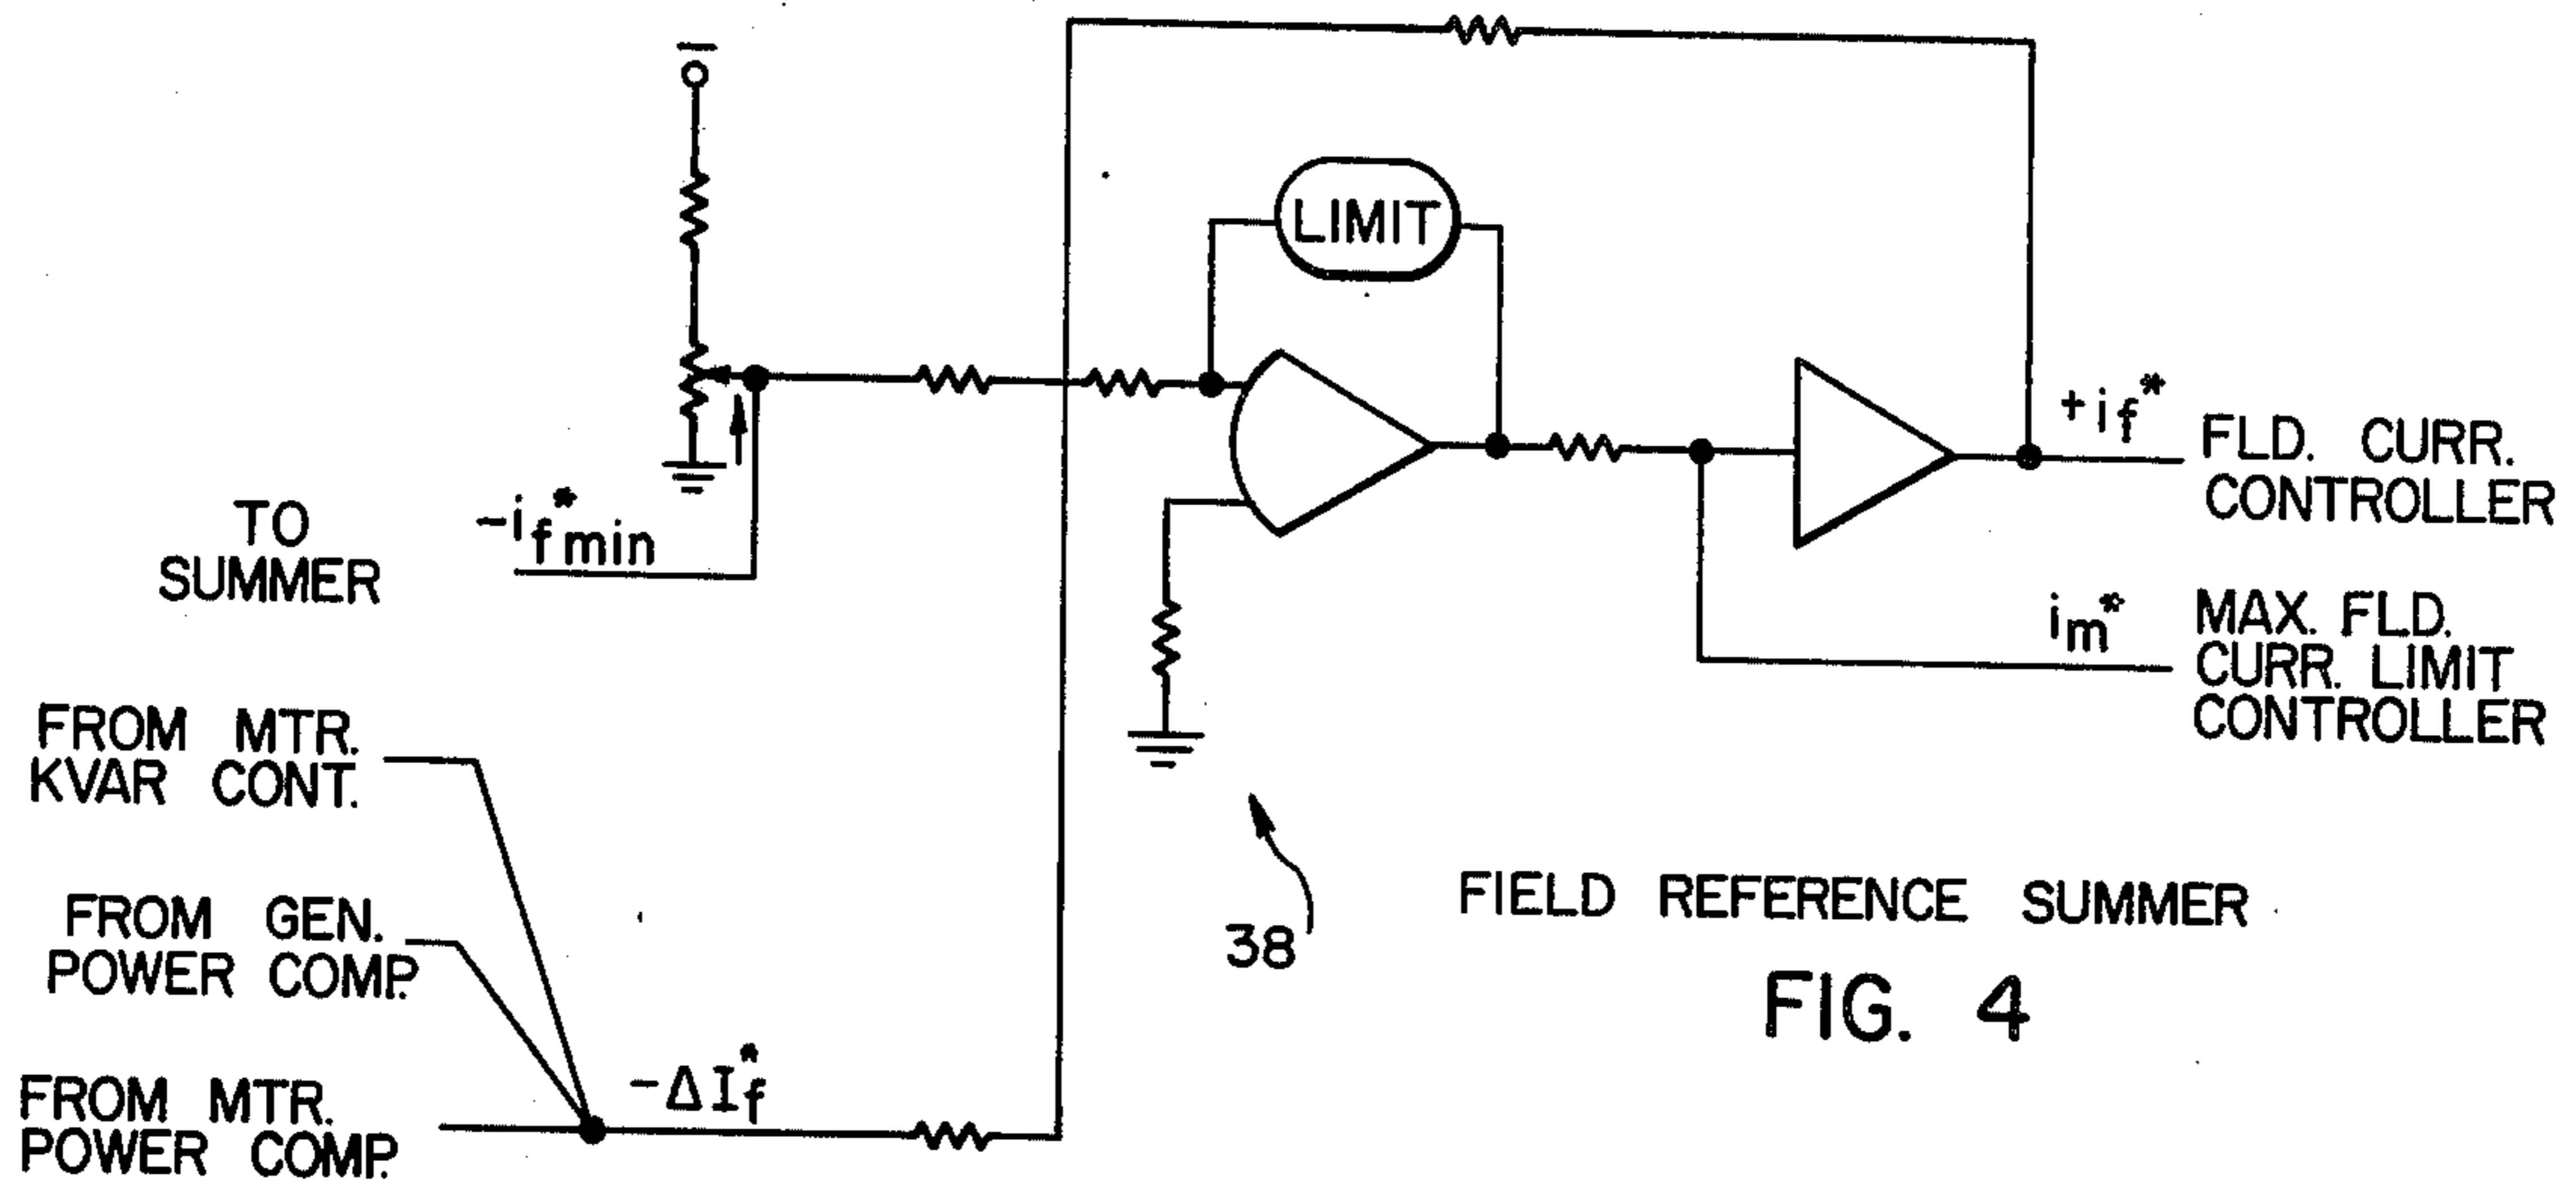 LIMIT
+if*
FLD. CURR.
CONTROLLER
TO
SUMMER
-if*min
im*
MAX. FLD.
CURR. LIMIT
CONTROLLER
FROM MTR.
KVAR CONT.
FROM GEN.
POWER COMP.
-ΔIf*
FROM MTR.
POWER COMP.
38
FIELD REFERENCE SUMMER
FIG. 4